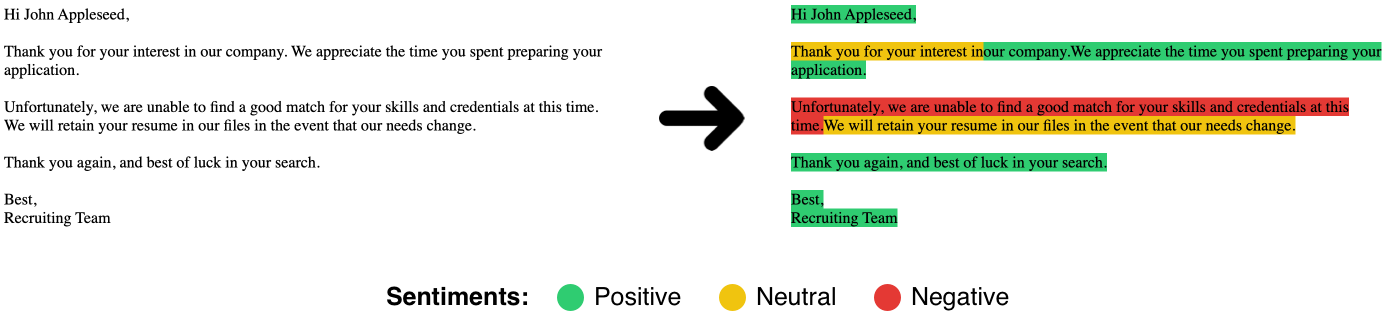 Hi John Appleseed,
Thank you for your interest in our company. We appreciate the time you spent preparing your
application.
Unfortunately, we are unable to find a good match for your skills and credentials at this time.
We will retain your resume in our files in the event that our needs change.
Thank you again, and best of luck in your search.
Best,
Recruiting Team
Hi John Appleseed,
Thank you for your interest inour company.We appreciate the time you spent preparing your
application.
Unfortunately, we are unable to find a good match for your skills and credentials at this
time.We will retain your resume in our files in the event that our needs change.
Thank you again, and best of luck in your search.
Best,
Recruiting Team
Sentiments: Positive Neutral Negative